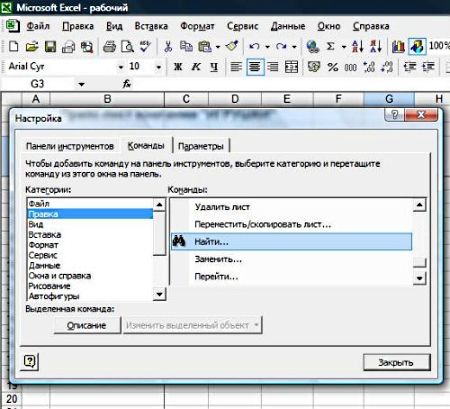 Microsoft Excel - рабочий
Файл Правка Вид Вставка Формат Сервис Данные Окно Справка
100%
Arial Cyr 10 Ж К Ч
G3
A B C D E F G H
Настройка
Панели инструментов Команды Параметры
Чтобы добавить команду на панель инструментов, выберите категорию и перетащите
команду из этого окна на панель.
Категории: Команды:
Файл
Правка
Вид
Вставка
Формат
Сервис
Данные
Окна и справка
Рисование
Автофигуры
Удалить лист
Переместить/скопировать лист...
Найти...
Заменить...
Перейти...
Выделенная команда:
Описание Изменить выделенный объект
Закрыть
19
20